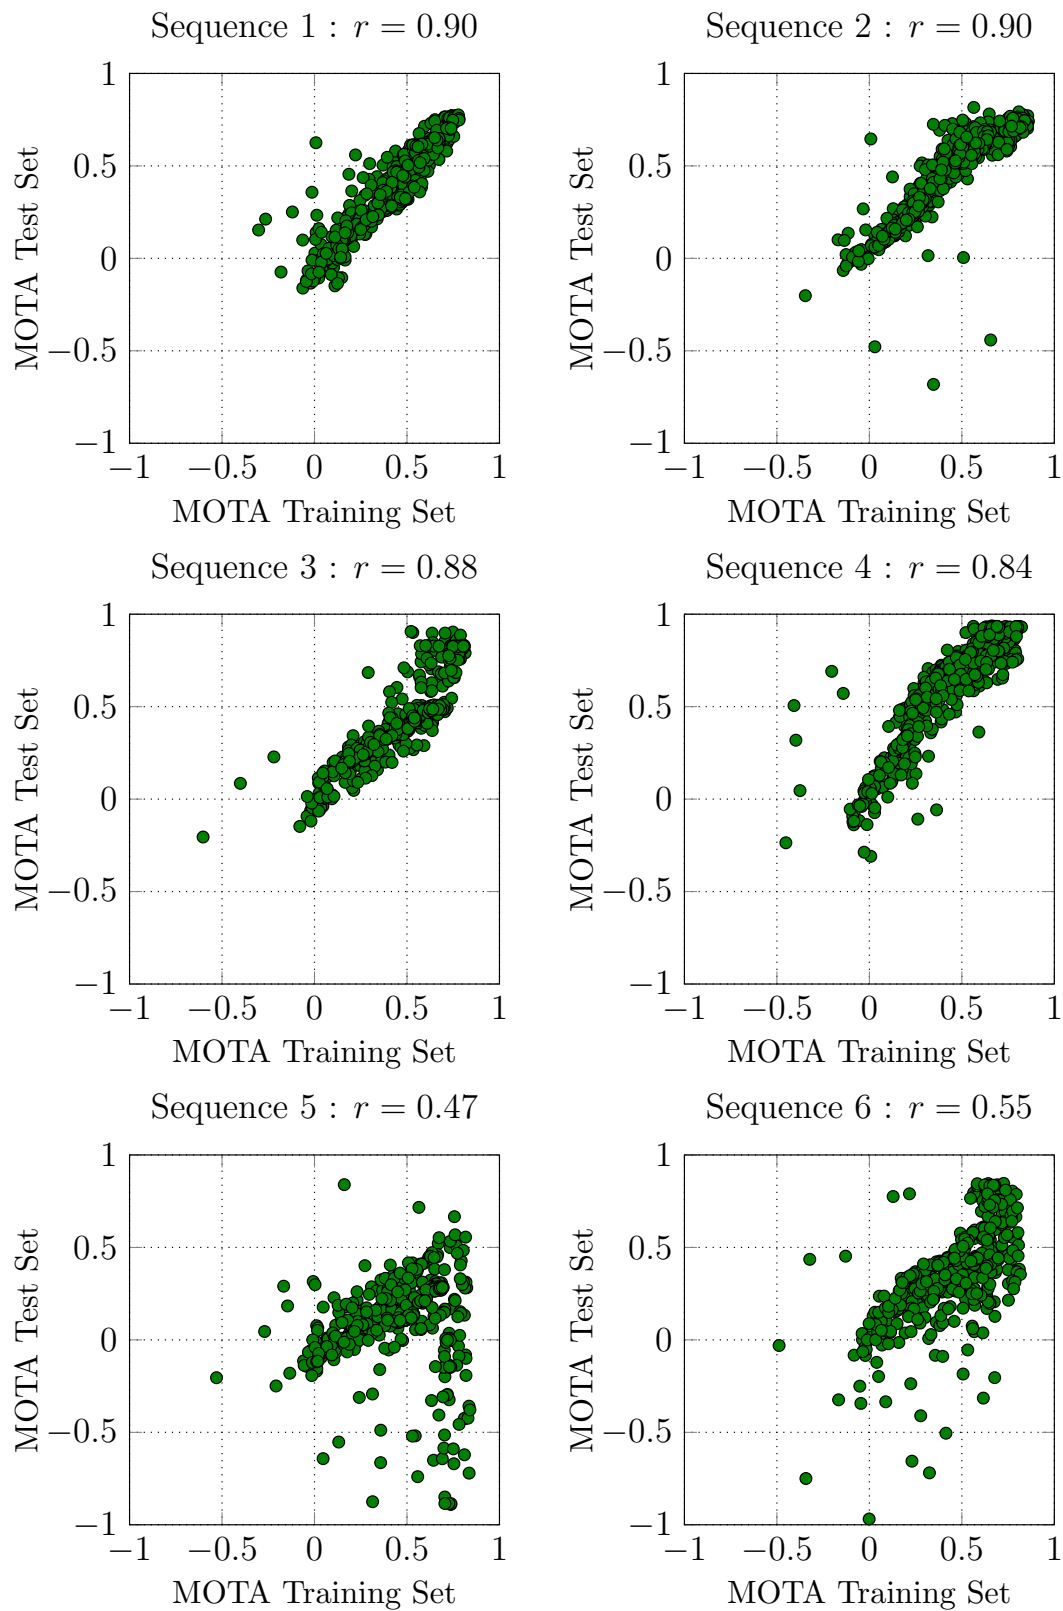 Sequence 1 : r = 0.90
1
0.5
0
−0.5
−1
MOTA Test Set
−1 −0.5 0 0.5 1
MOTA Training Set
Sequence 2 : r = 0.90
1
0.5
0
−0.5
−1
MOTA Test Set
−1 −0.5 0 0.5 1
MOTA Training Set
Sequence 3 : r = 0.88
1
0.5
0
−0.5
−1
MOTA Test Set
−1 −0.5 0 0.5 1
MOTA Training Set
Sequence 4 : r = 0.84
1
0.5
0
−0.5
−1
MOTA Test Set
−1 −0.5 0 0.5 1
MOTA Training Set
Sequence 5 : r = 0.47
1
0.5
0
−0.5
−1
MOTA Test Set
−1 −0.5 0 0.5 1
MOTA Training Set
Sequence 6 : r = 0.55
1
0.5
0
−0.5
−1
MOTA Test Set
−1 −0.5 0 0.5 1
MOTA Training Set